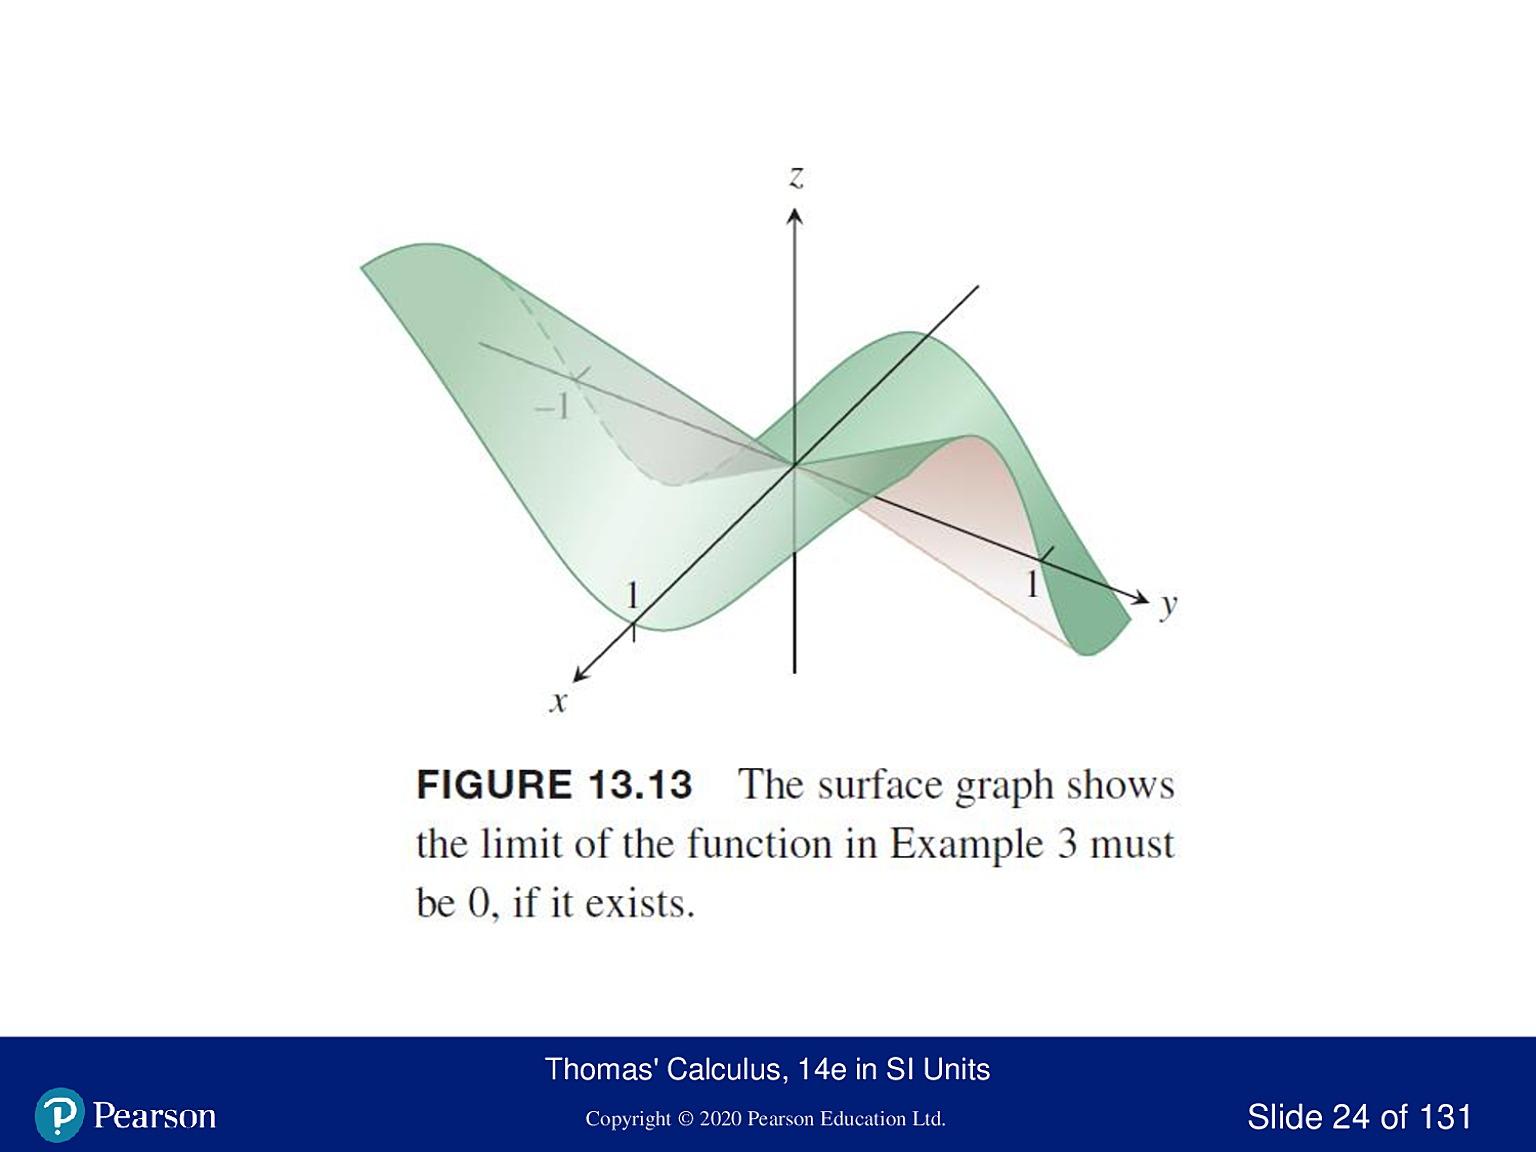 z
−1
1
1
y
x
FIGURE 13.13 The surface graph shows
the limit of the function in Example 3 must
be 0, if it exists.
Thomas' Calculus, 14e in SI Units
Pearson
Copyright © 2020 Pearson Education Ltd.
Slide 24 of 131